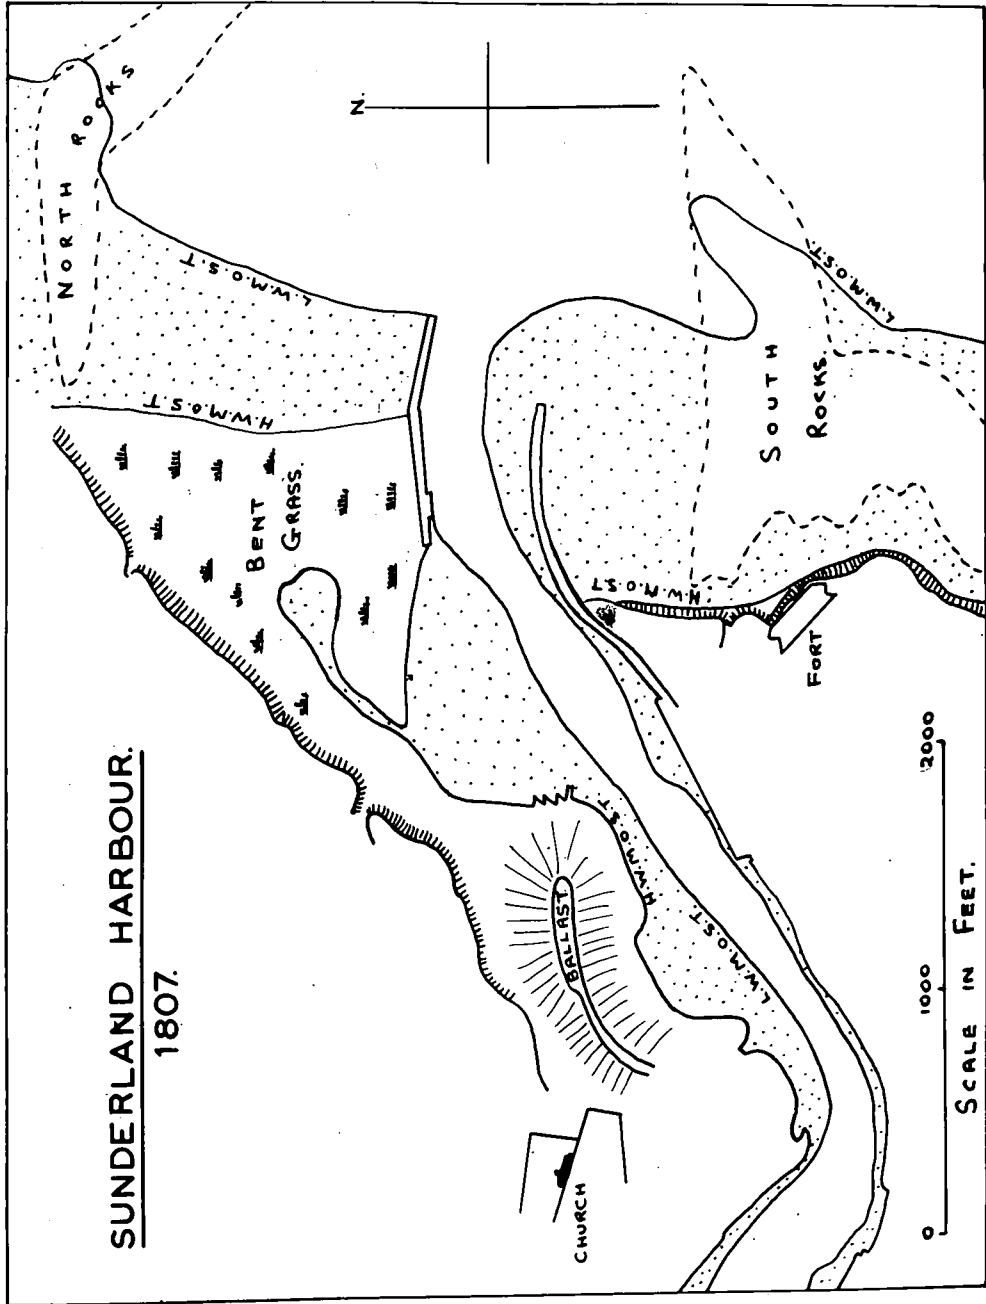 SUNDERLAND HARBOUR.
1807.
N.
NORTH ROCKS
L.W.M.O.S.T
H.W.M.O.S.T
BENT
GRASS.
H.W.M.O.S.T
L.W.M.O.S.T
SOUTH
ROCKS.
FORT
BALLAST.
H.W.M.O.S.T
L.W.M.O.S.T
CHURCH
0 1000 2000
SCALE IN FEET.